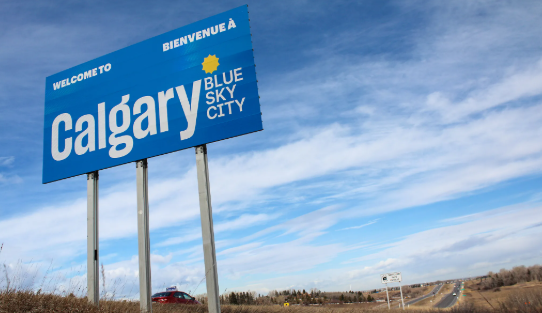 WELCOME TO
BIENVENUE À
Calgary
BLUE
SKY
CITY